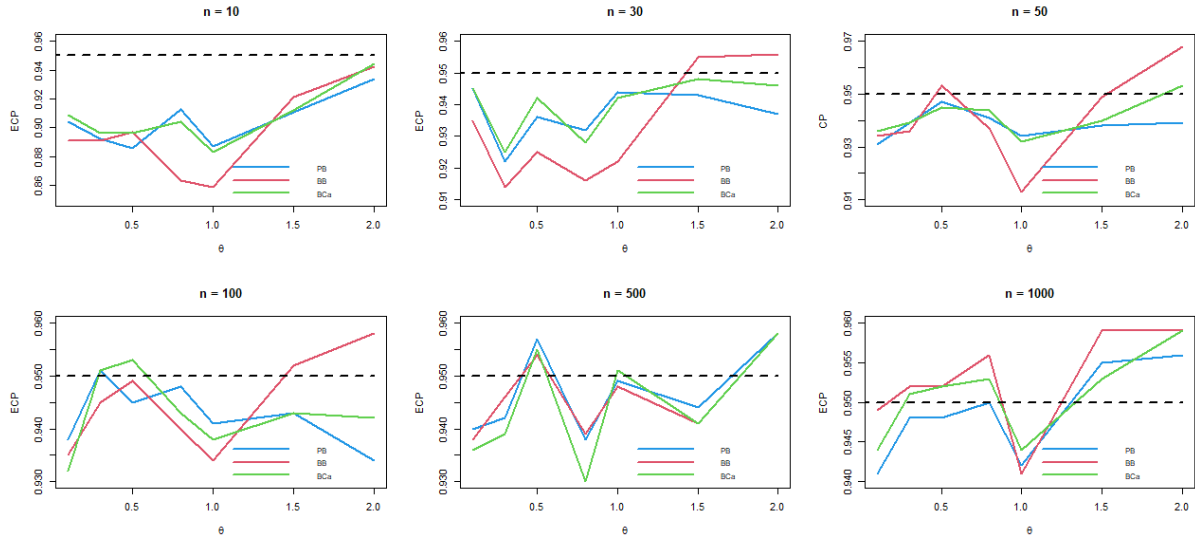 n = 10
ECP
0.86 0.88 0.90 0.92 0.94 0.96
PB
BB
BCa
0.5 1.0 1.5 2.0
θ
n = 30
ECP
0.91 0.92 0.93 0.94 0.95 0.96
PB
BB
BCa
0.5 1.0 1.5 2.0
θ
n = 50
CP
0.91 0.93 0.95 0.97
PB
BB
BCa
0.5 1.0 1.5 2.0
θ
n = 100
ECP
0.930 0.940 0.950 0.960
PB
BB
BCa
0.5 1.0 1.5 2.0
θ
n = 500
ECP
0.930 0.940 0.950 0.960
PB
BB
BCa
0.5 1.0 1.5 2.0
θ
n = 1000
ECP
0.940 0.945 0.950 0.955 0.960
PB
BB
BCa
0.5 1.0 1.5 2.0
θ